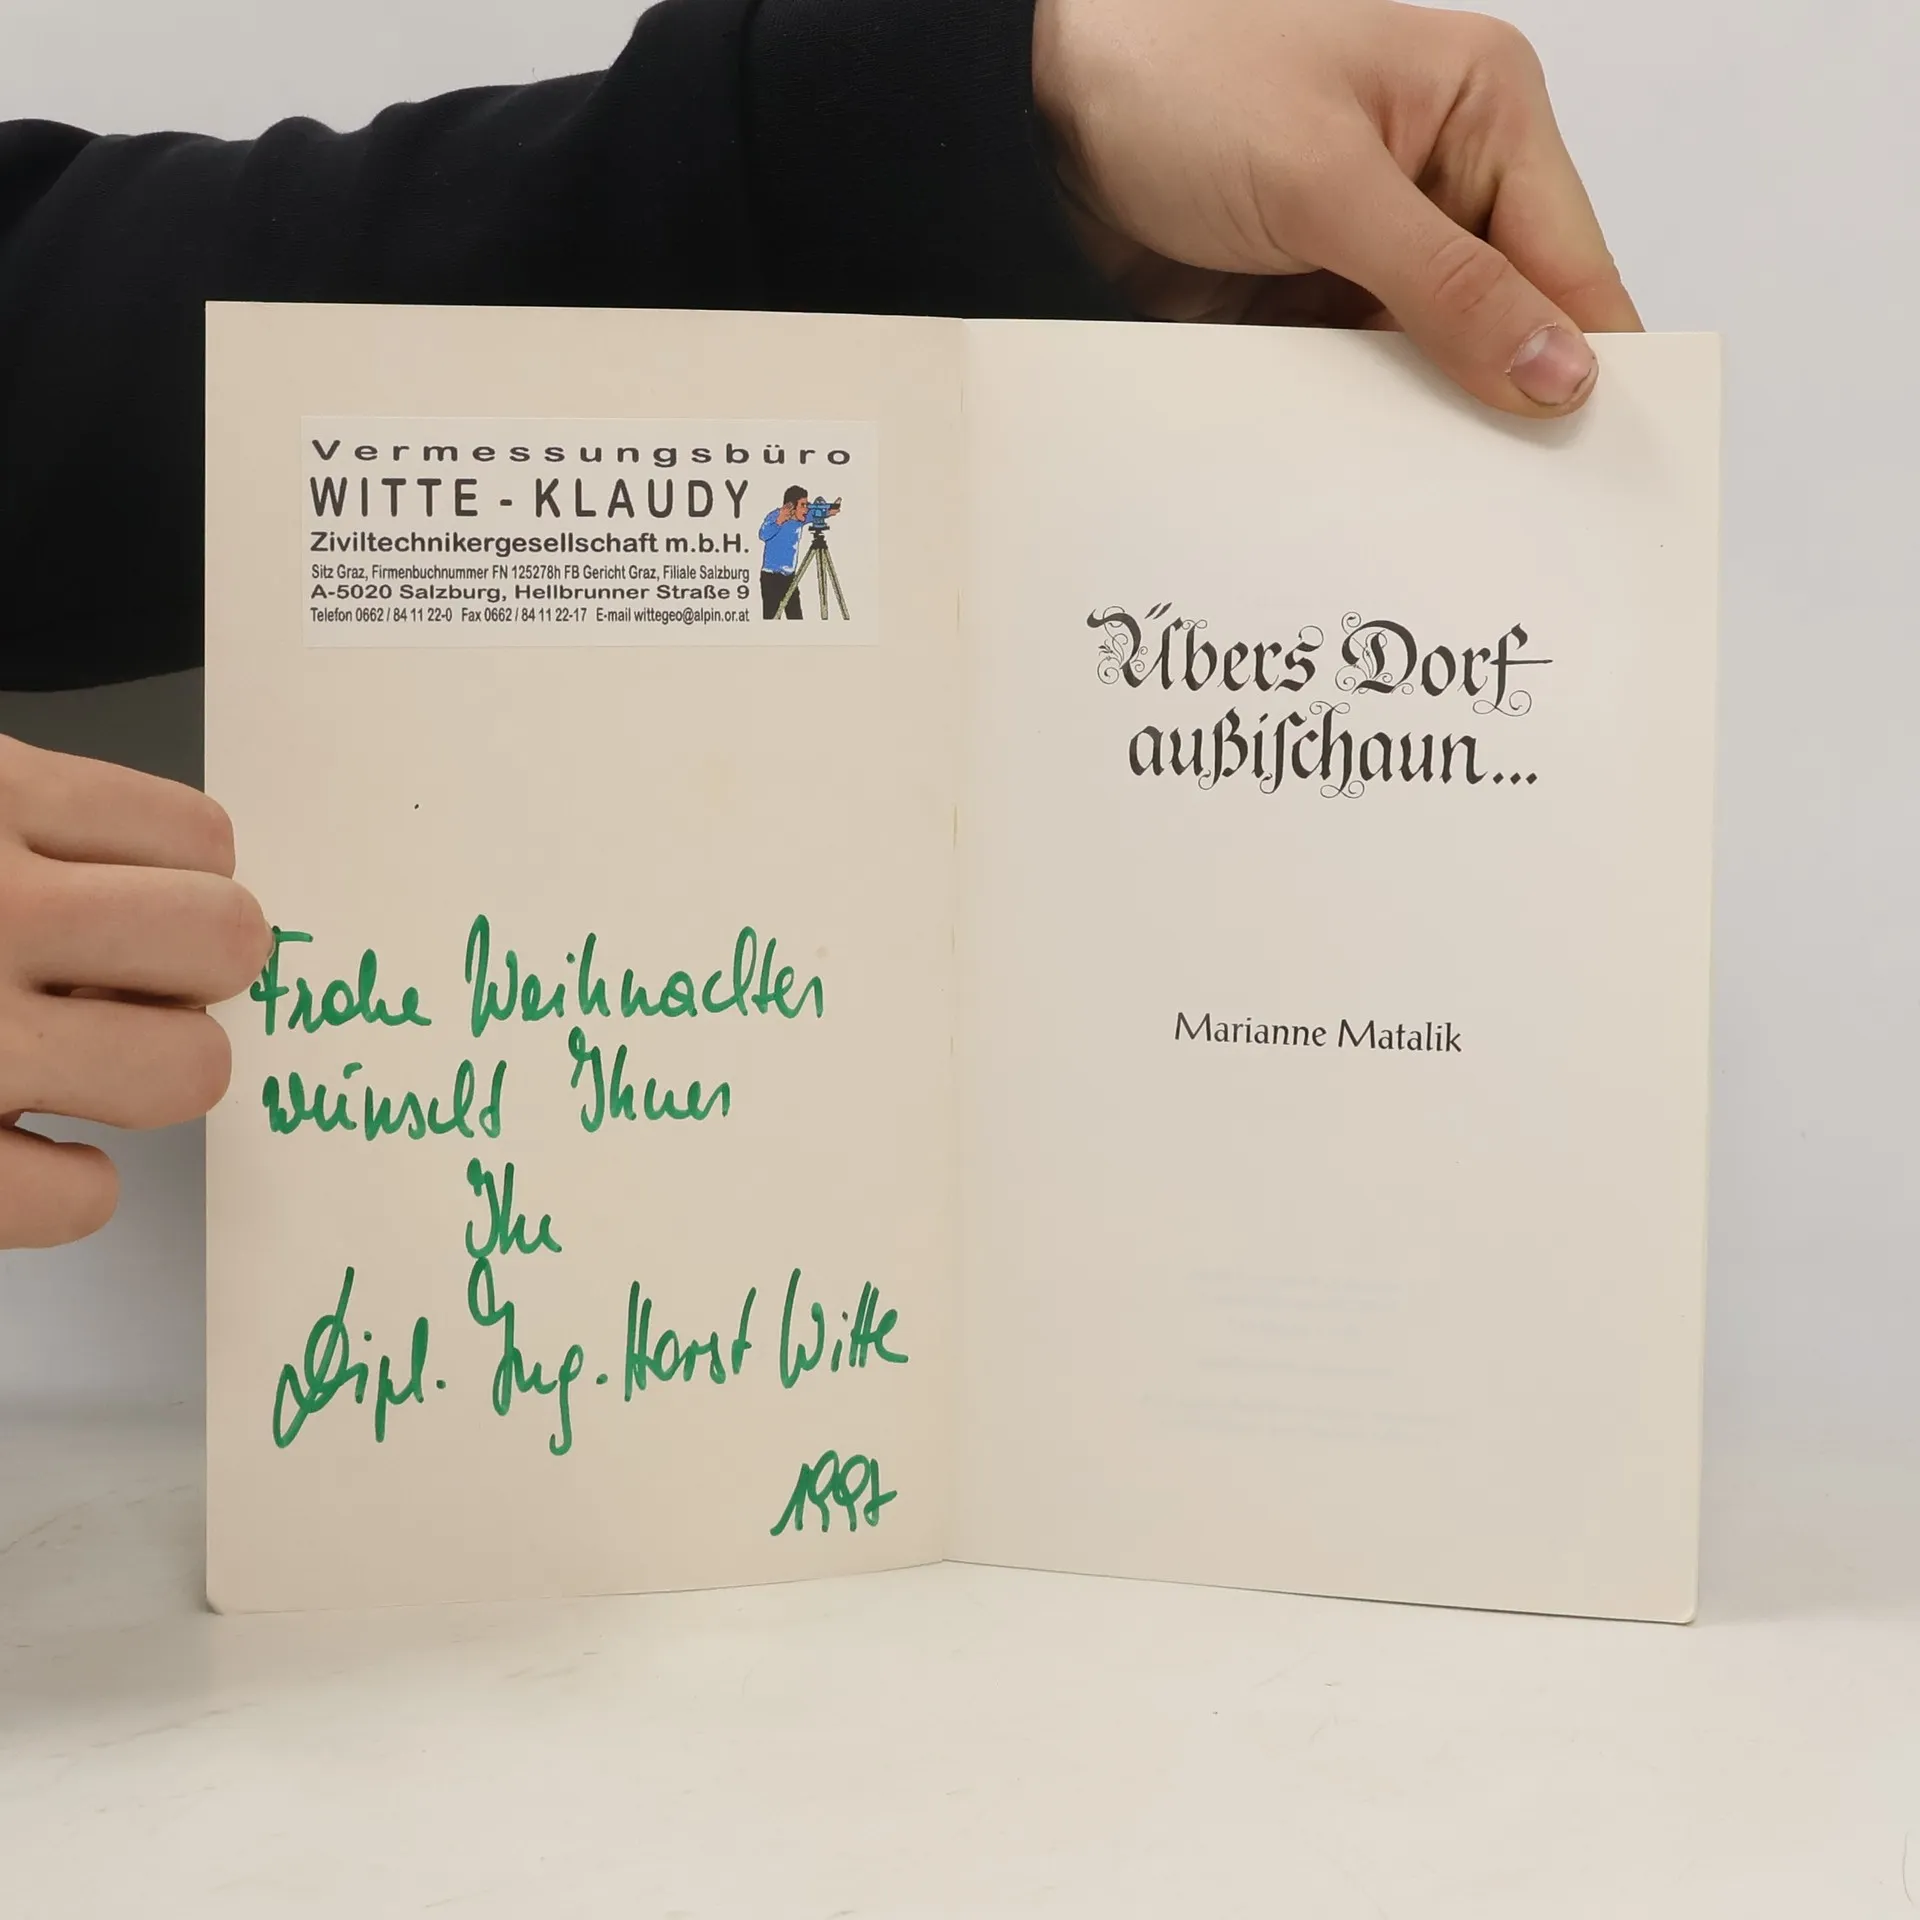 Vermessungsbüro
WITTE - KLAUDY
Ziviltechnikergesellschaft m.b.H.
Sitz Graz, Firmenbuchnummer FN 125278h FB Gericht Graz, Filiale Salzburg
A-5020 Salzburg, Hellbrunner Straße 9
Telefon 0662 / 84 11 22-0 Fax 0662 / 84 11 22-17 E-mail wittegeo@alpin.or.at
Frohe Weihnachten
wünscht Ihnen
Ihr
Dipl. Ing. Horst Witte
1997
Übers Dorf
außischaun...
Marianne Matalik